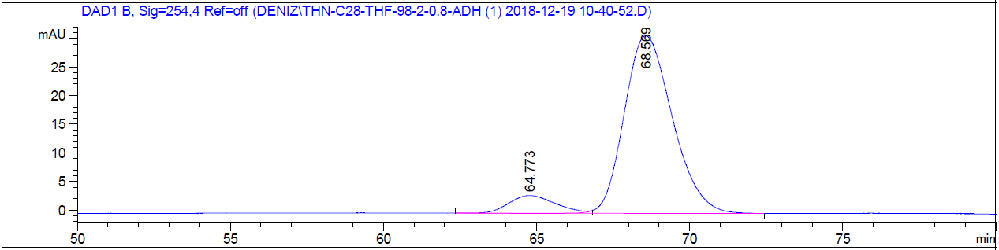 DAD1 B, Sig=254,4 Ref=off (DENIZ\THN-C28-THF-98-2-0.8-ADH (1) 2018-12-19 10-40-52.D)
mAU
68.569
25
20
15
10
5
0
64.773
50 55 60 65 70 75 min